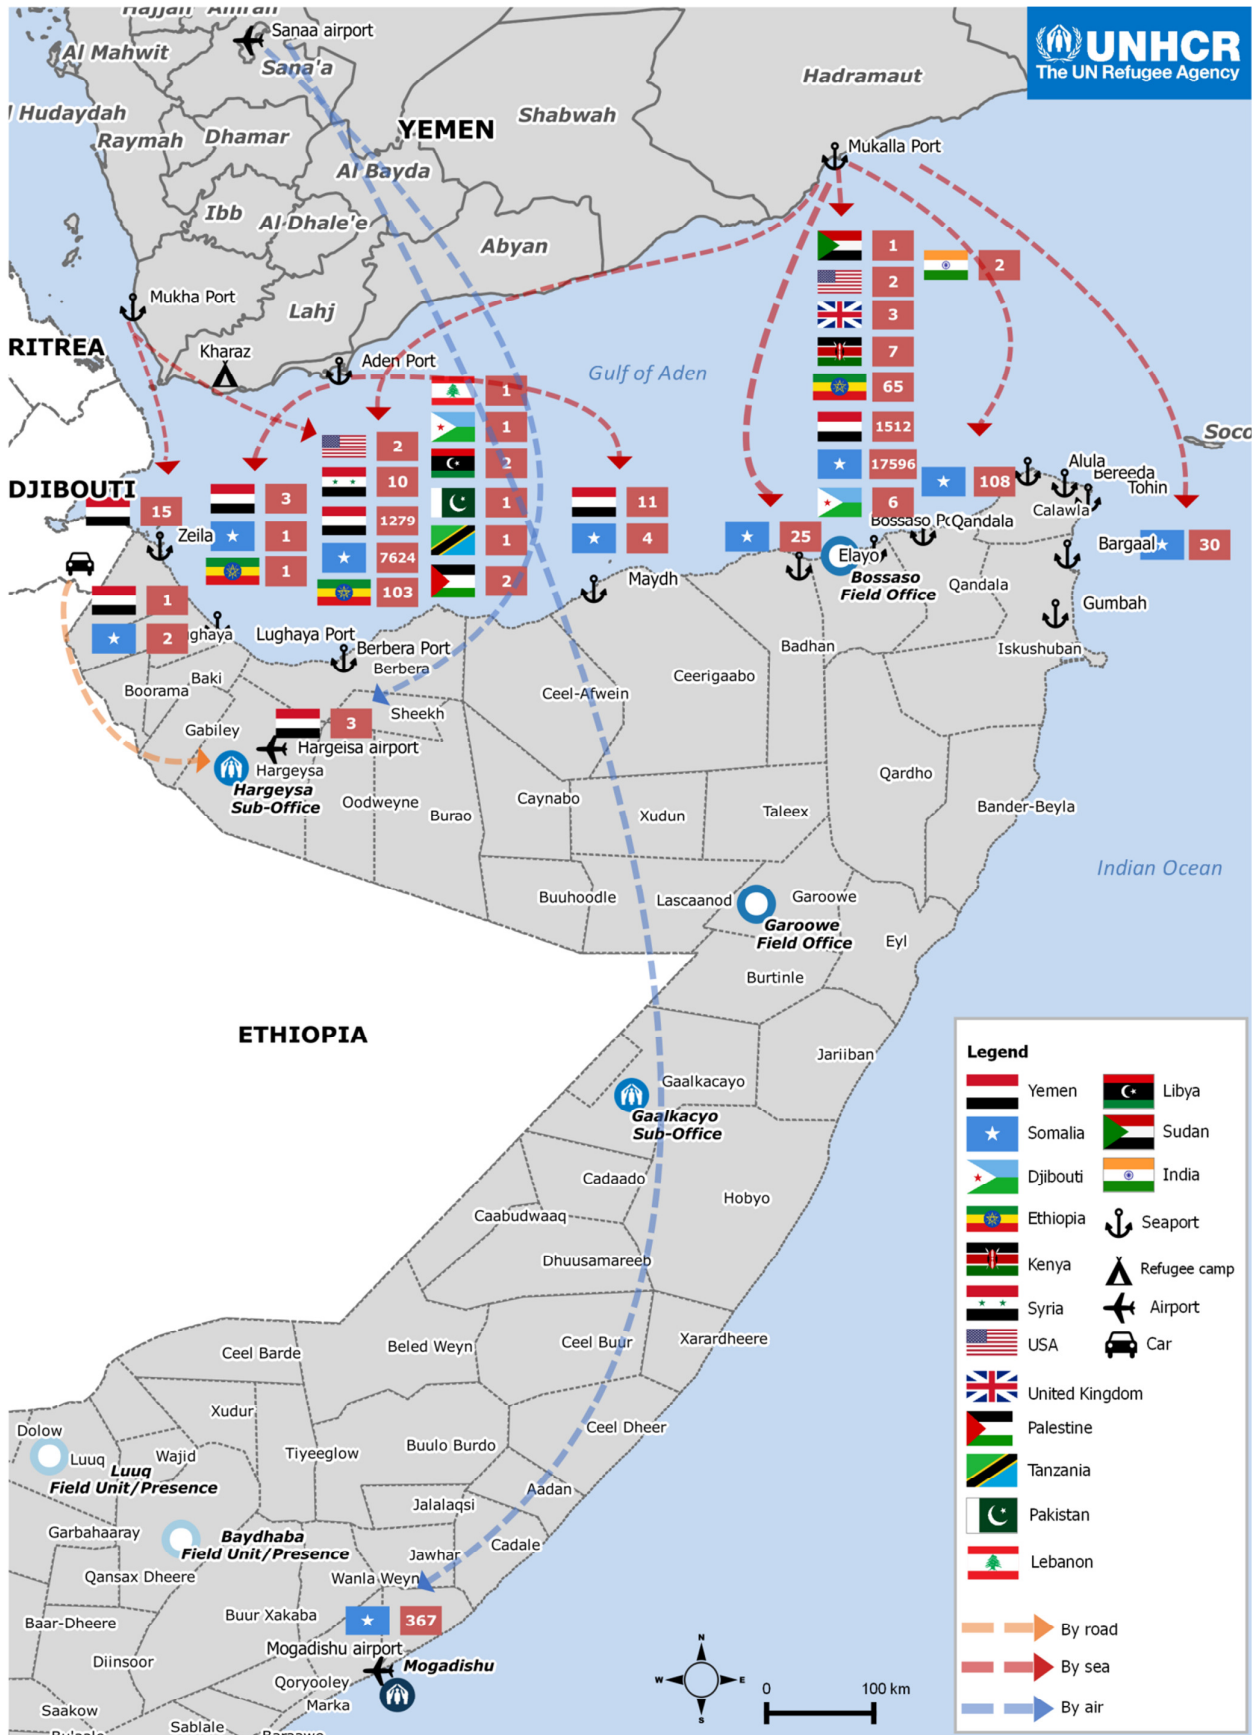 Hajjah Amran
Sanaa airport
Al Mahwit
Sana'a
Hadramaut
UNHCR
The UN Refugee Agency
Hudaydah
Shabwah
Raymah
Dhamar
YEMEN
Mukalla Port
Al Bayda
Ibb
Al Dhale'e
Abyan
1
2
2
Mukha Port
Lahj
3
RITREA
Kharaz
7
Aden Port
Gulf of Aden
65
1
1
1512
Soco
2
2
17596
Alula
Bereeda
Tohin
DJIBOUTI
10
108
15
3
1279
1
11
6
Calawla
Zeila
1
7624
1
4
25
Bossaso Po
Qandala
Bargaal
30
1
103
2
Maydh
Elayo
Bossaso
Field Office
Qandala
1
Gumbah
2
ghaya
Lughaya Port
Berbera Port
Badhan
Iskushuban
Berbera
Baki
Boorama
Ceel-Afwein
Ceerigaabo
Gabiley
3
Sheekh
Hargeisa airport
Hargeysa
Hargeysa
Sub-Office
Oodweyne
Burao
Caynabo
Xudun
Taleex
Qardho
Bander-Beyla
Indian Ocean
Buuhoodle
Lascaanod
Garoowe
Garoowe
Field Office
Eyl
Burtinle
ETHIOPIA
Jariiban
Gaalkacayo
Gaalkacyo
Sub-Office
Cadaado
Hobyo
Caabudwaaq
Dhuusamareeb
Ceel Barde
Beled Weyn
Ceel Buur
Xarardheere
Xudur
Dolow
Luuq
Wajid
Tiyeeglow
Buulo Burdo
Ceel Dheer
Luuq
Field Unit/Presence
Aadan
Jalalaqsi
Garbahaaray
Baydhaba
Field Unit/Presence
Jawhar
Cadale
Qansax Dheere
Wanla Weyn
Baar-Dheere
Buur Xakaba
367
Diinsoor
Mogadishu airport
Mogadishu
Qoryooley
Marka
Saakow
Sablale
Baraawe
Legend
Yemen
Libya
Somalia
Sudan
Djibouti
India
Ethiopia
Seaport
Kenya
Refugee camp
Syria
Airport
USA
Car
United Kingdom
Palestine
Tanzania
Pakistan
Lebanon
By road
By sea
By air
N
W
E
S
0 100 km